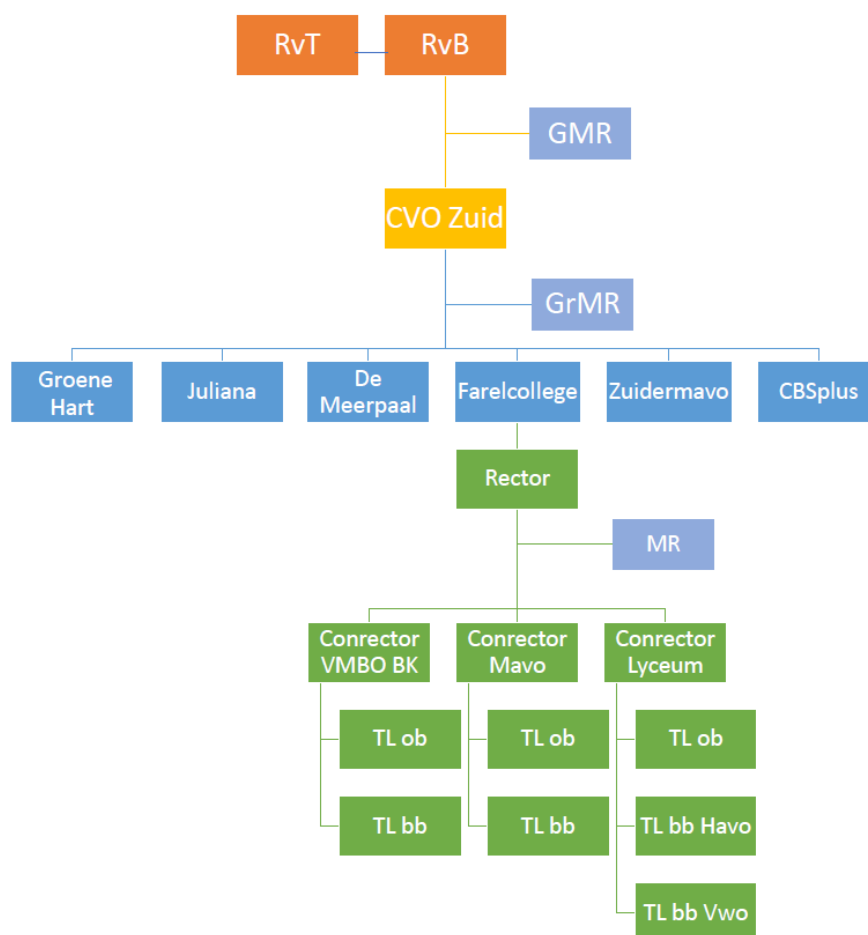 RvT
RvB
GMR
CVO Zuid
GrMR
Groene
Hart
Juliana
De
Meerpaal
Farelcollege
Zuidermavo
CBSplus
Rector
MR
Conrector
VMBO BK
Conrector
Mavo
Conrector
Lyceum
TL ob
TL ob
TL ob
TL bb
TL bb
TL bb Havo
TL bb Vwo